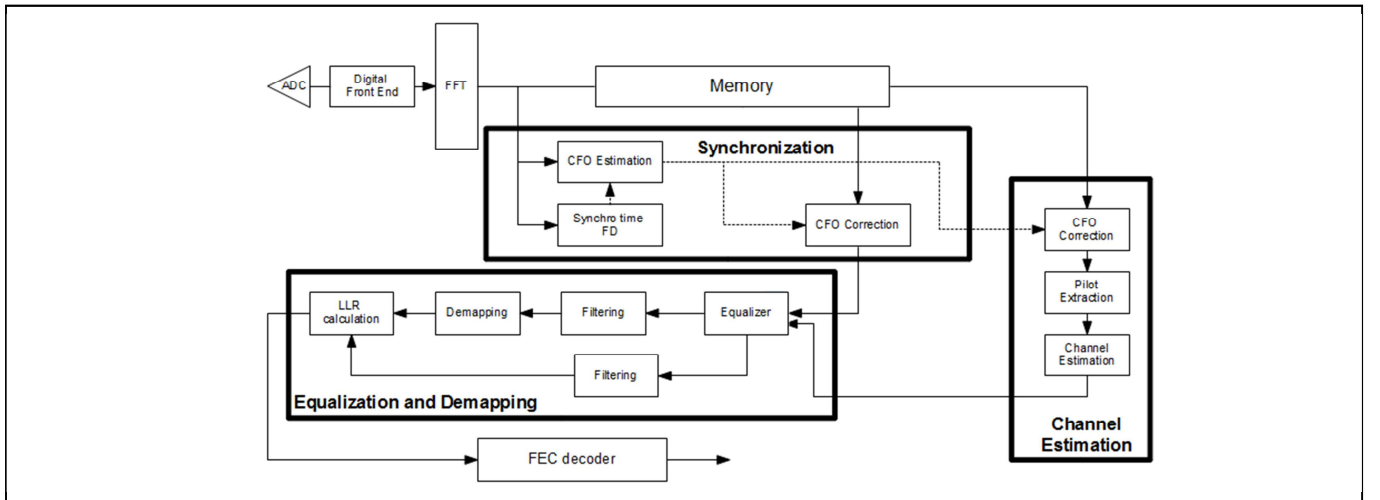 ADC
Digital
Front End
FFT
Memory
Synchronization
CFO Estimation
Synchro time
FD
CFO Correction
CFO
Correction
Pilot
Extraction
Channel
Estimation
Channel
Estimation
LLR
calculation
Demapping
Filtering
Equalizer
Filtering
Equalization and Demapping
FEC decoder